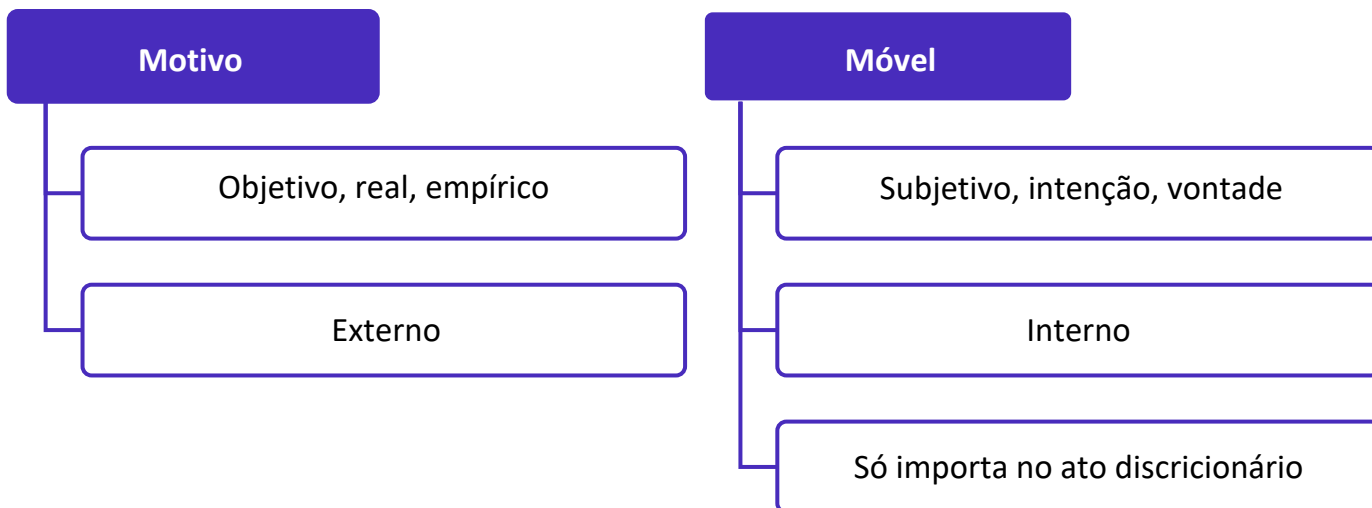 Motivo
Objetivo, real, empírico
Externo
Móvel
Subjetivo, intenção, vontade
Interno
Só importa no ato discricionário